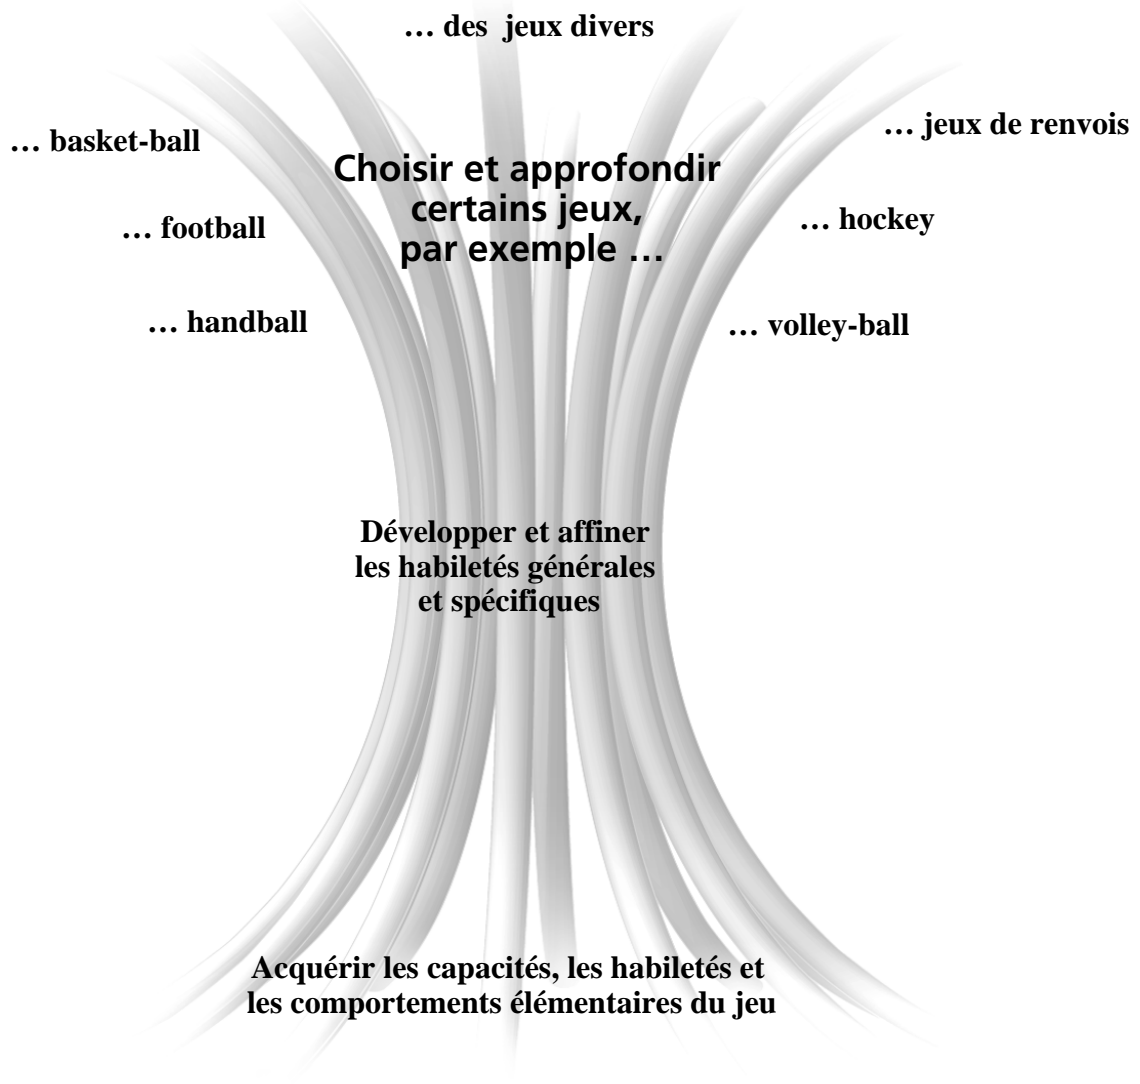 … des jeux divers
… jeux de renvois
… basket-ball
Choisir et approfondir
certains jeux,
par exemple …
… hockey
… football
… handball
… volley-ball
Développer et affiner
les habiletés générales
et spécifiques
Acquérir les capacités, les habiletés et
les comportements élémentaires du jeu